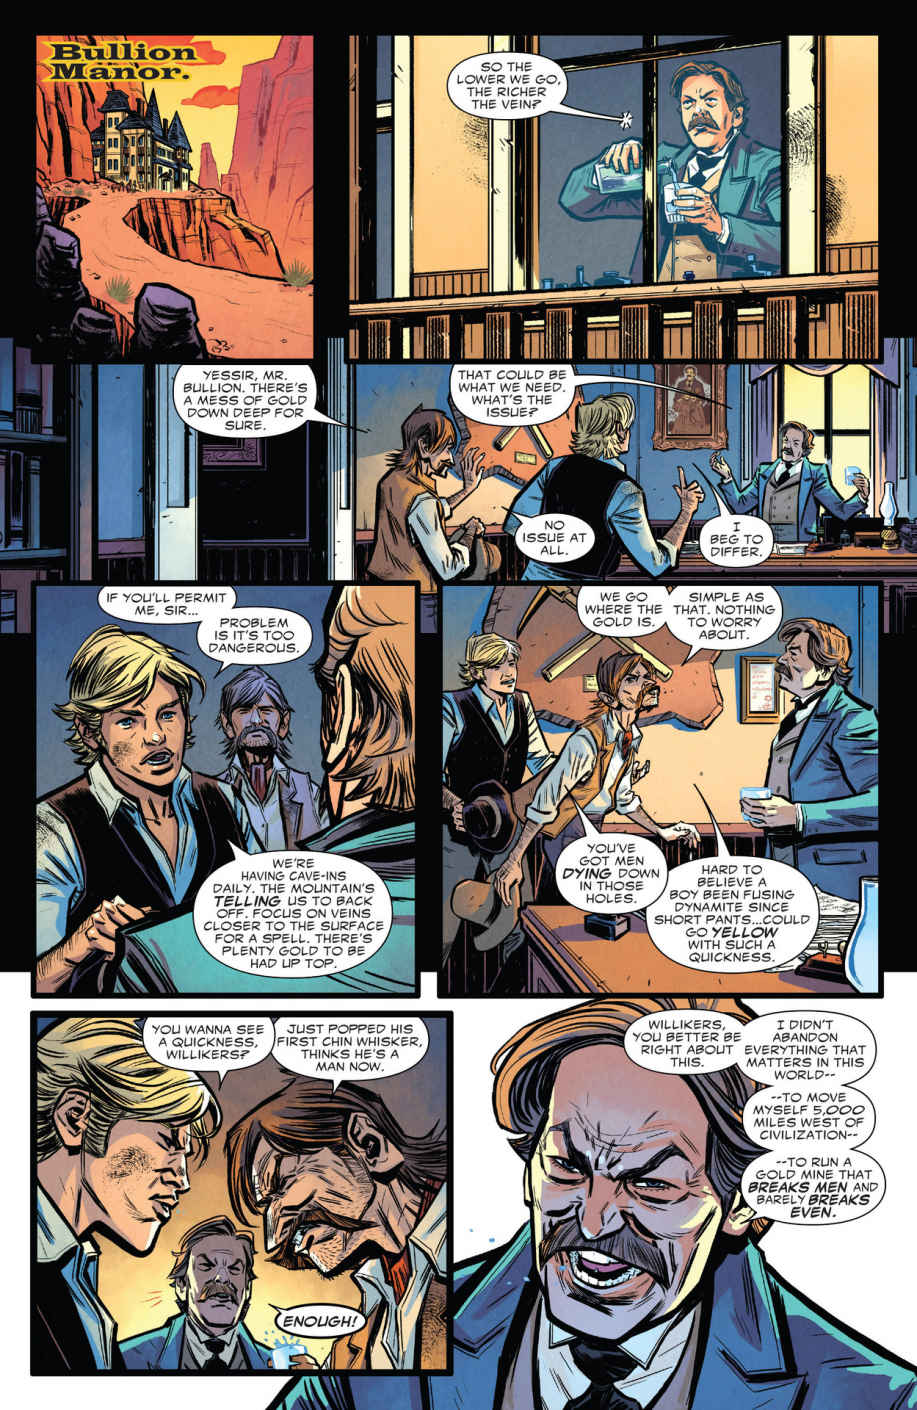 Bullion
Manor.
SO THE
LOWER WE GO,
THE RICHER
THE VEIN?
YESSIR, MR.
BULLION. THERE'S
A MESS OF GOLD
DOWN DEEP FOR
SURE.
THAT COULD BE
WHAT WE NEED.
WHAT'S THE
ISSUE?
NO
ISSUE AT
ALL.
I
BEG TO
DIFFER.
IF YOU'LL PERMIT
ME, SIR...
PROBLEM
IS IT'S TOO
DANGEROUS.
WE'RE
HAVING CAVE-INS
DAILY. THE MOUNTAIN'S
TELLING US TO BACK
OFF. FOCUS ON VEINS
CLOSER TO THE SURFACE
FOR A SPELL. THERE'S
PLENTY GOLD TO BE
HAD UP TOP.
WE GO
WHERE THE
GOLD IS.
SIMPLE AS
THAT. NOTHING
TO WORRY
ABOUT.
YOU'VE
GOT MEN
DYING DOWN
IN THOSE
HOLES.
HARD TO
BELIEVE A
BOY BEEN FUSING
DYNAMITE SINCE
SHORT PANTS...COULD
GO YELLOW
WITH SUCH A
QUICKNESS.
YOU WANNA SEE
A QUICKNESS,
WILLIKERS?
JUST POPPED HIS
FIRST CHIN WHISKER,
THINKS HE'S A
MAN NOW.
ENOUGH!
WILLIKERS,
YOU BETTER BE
RIGHT ABOUT
THIS.
I DIDN'T
ABANDON
EVERYTHING THAT
MATTERS IN THIS
WORLD--
--TO MOVE
MYSELF 5,000
MILES WEST OF
CIVILIZATION--
--TO RUN A
GOLD MINE THAT
BREAKS MEN AND
BARELY BREAKS
EVEN.